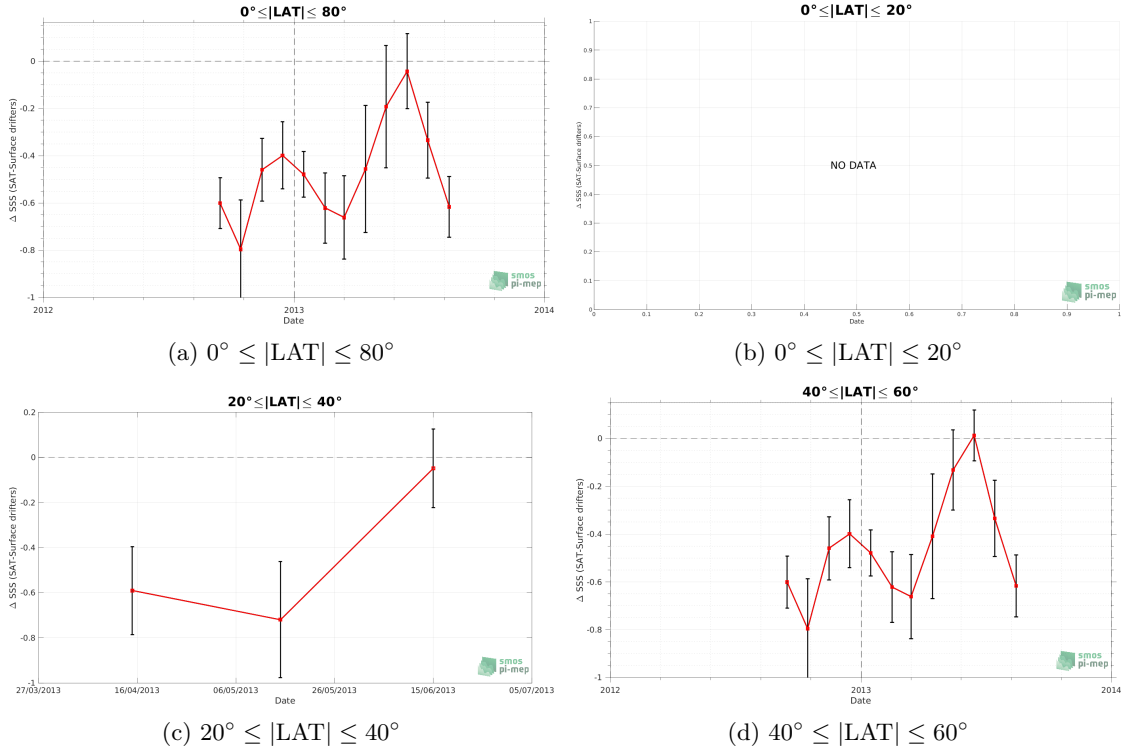 0°≤|LAT|≤ 80°
Δ SSS (SAT-Surface drifters)
0
-0.2
-0.4
-0.6
-0.8
-1
2012
2013
2014
Date
smos
pi-mep
(a) 0° ≤ |LAT| ≤ 80°
0°≤|LAT|≤ 20°
Δ SSS (SAT-Surface drifters)
1
0.9
0.8
0.7
0.6
0.5
0.4
0.3
0.2
0.1
0
NO DATA
0
0.1
0.2
0.3
0.4
0.5
0.6
0.7
0.8
0.9
1
Date
smos
pi-mep
(b) 0° ≤ |LAT| ≤ 20°
20°≤|LAT|≤ 40°
Δ SSS (SAT-Surface drifters)
0.2
0
-0.2
-0.4
-0.6
-0.8
-1
27/03/2013
16/04/2013
06/05/2013
26/05/2013
15/06/2013
05/07/2013
Date
smos
pi-mep
(c) 20° ≤ |LAT| ≤ 40°
40°≤|LAT|≤ 60°
Δ SSS (SAT-Surface drifters)
0
-0.2
-0.4
-0.6
-0.8
-1
2012
2013
2014
Date
smos
pi-mep
(d) 40° ≤ |LAT| ≤ 60°